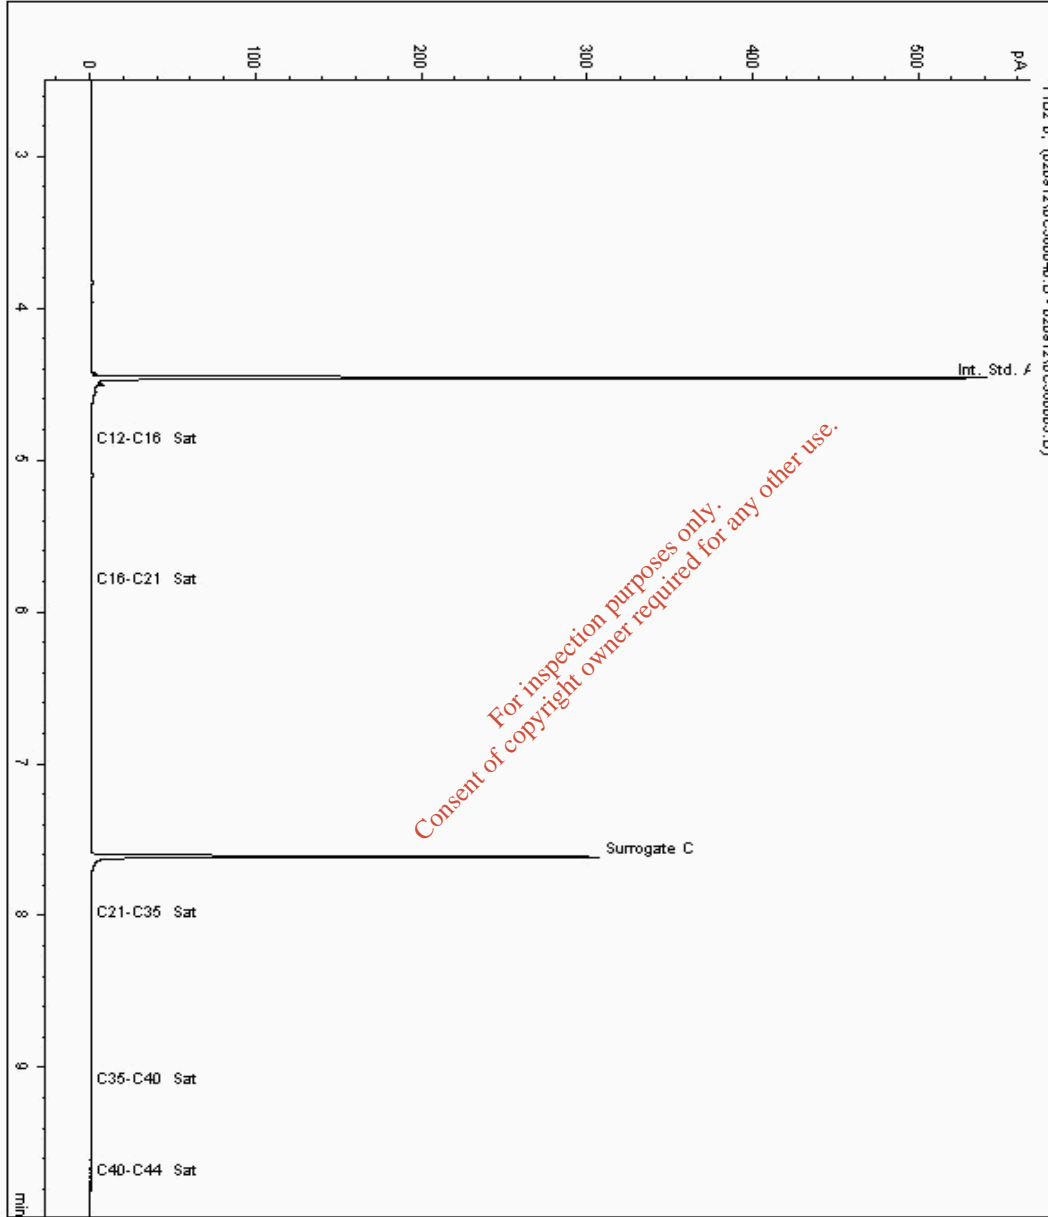 pA
500
400
300
200
100
0
3
4
5
6
7
8
9
min
Int. Std.
C12-C16 Sat
C16-C21 Sat
Surrogate C
C21-C35 Sat
C35-C40 Sat
C40-C44 Sat
For inspection purposes only.
Consent of copyright owner required for any other use.